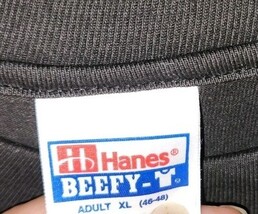 Hanes®
BEEFY-T
ADULT XL (46-48)